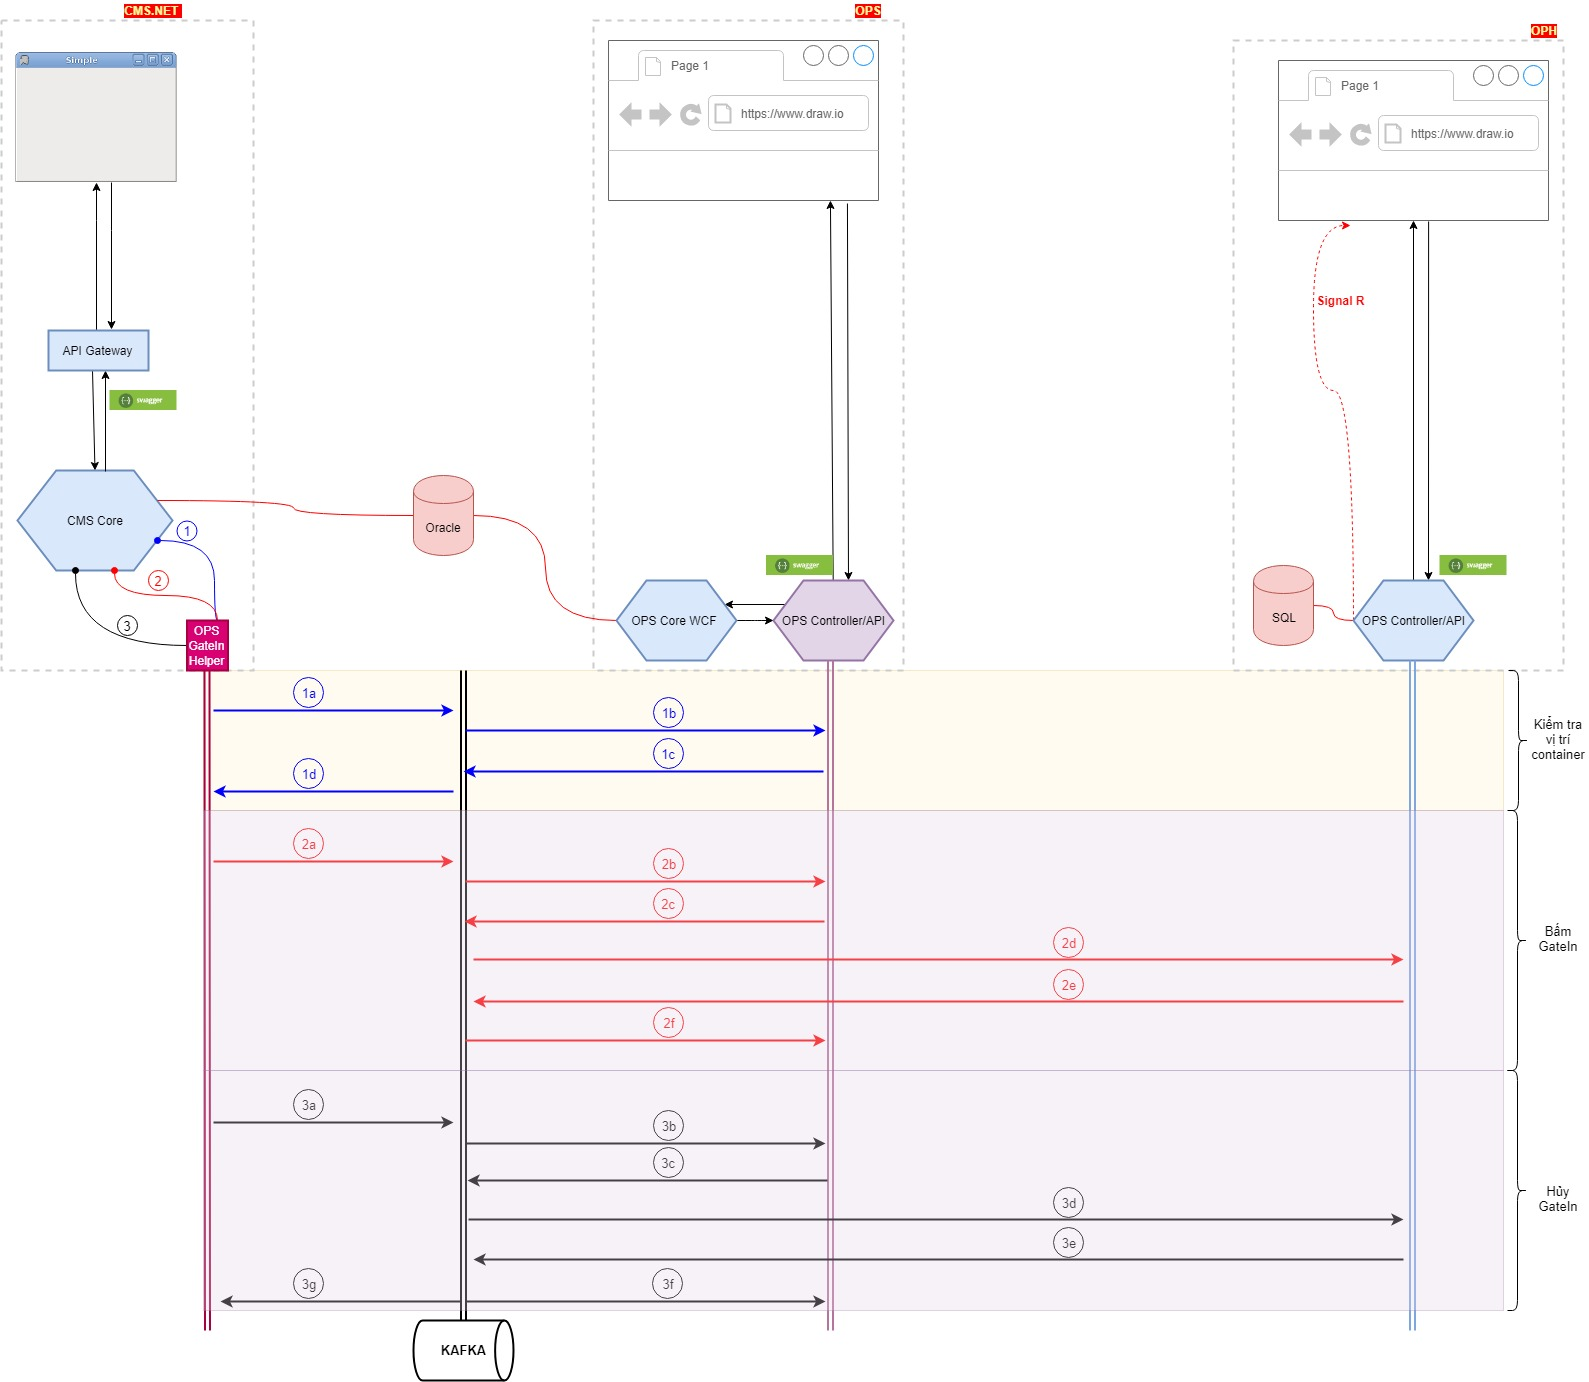 CMS.NET
OPS
OPH
Simple
Page 1
https://www.draw.io
Page 1
https://www.draw.io
Signal R
API Gateway
swagger
CMS Core
1
2
3
Oracle
OPS
GateIn
Helper
swagger
OPS Core WCF
OPS Controller/API
swagger
SQL
OPS Controller/API
1a
1b
1c
1d
Kiểm tra
vị trí
container
2a
2b
2c
2d
2e
2f
Bấm
GateIn
3a
3b
3c
3d
3e
3g
3f
Hủy
GateIn
KAFKA